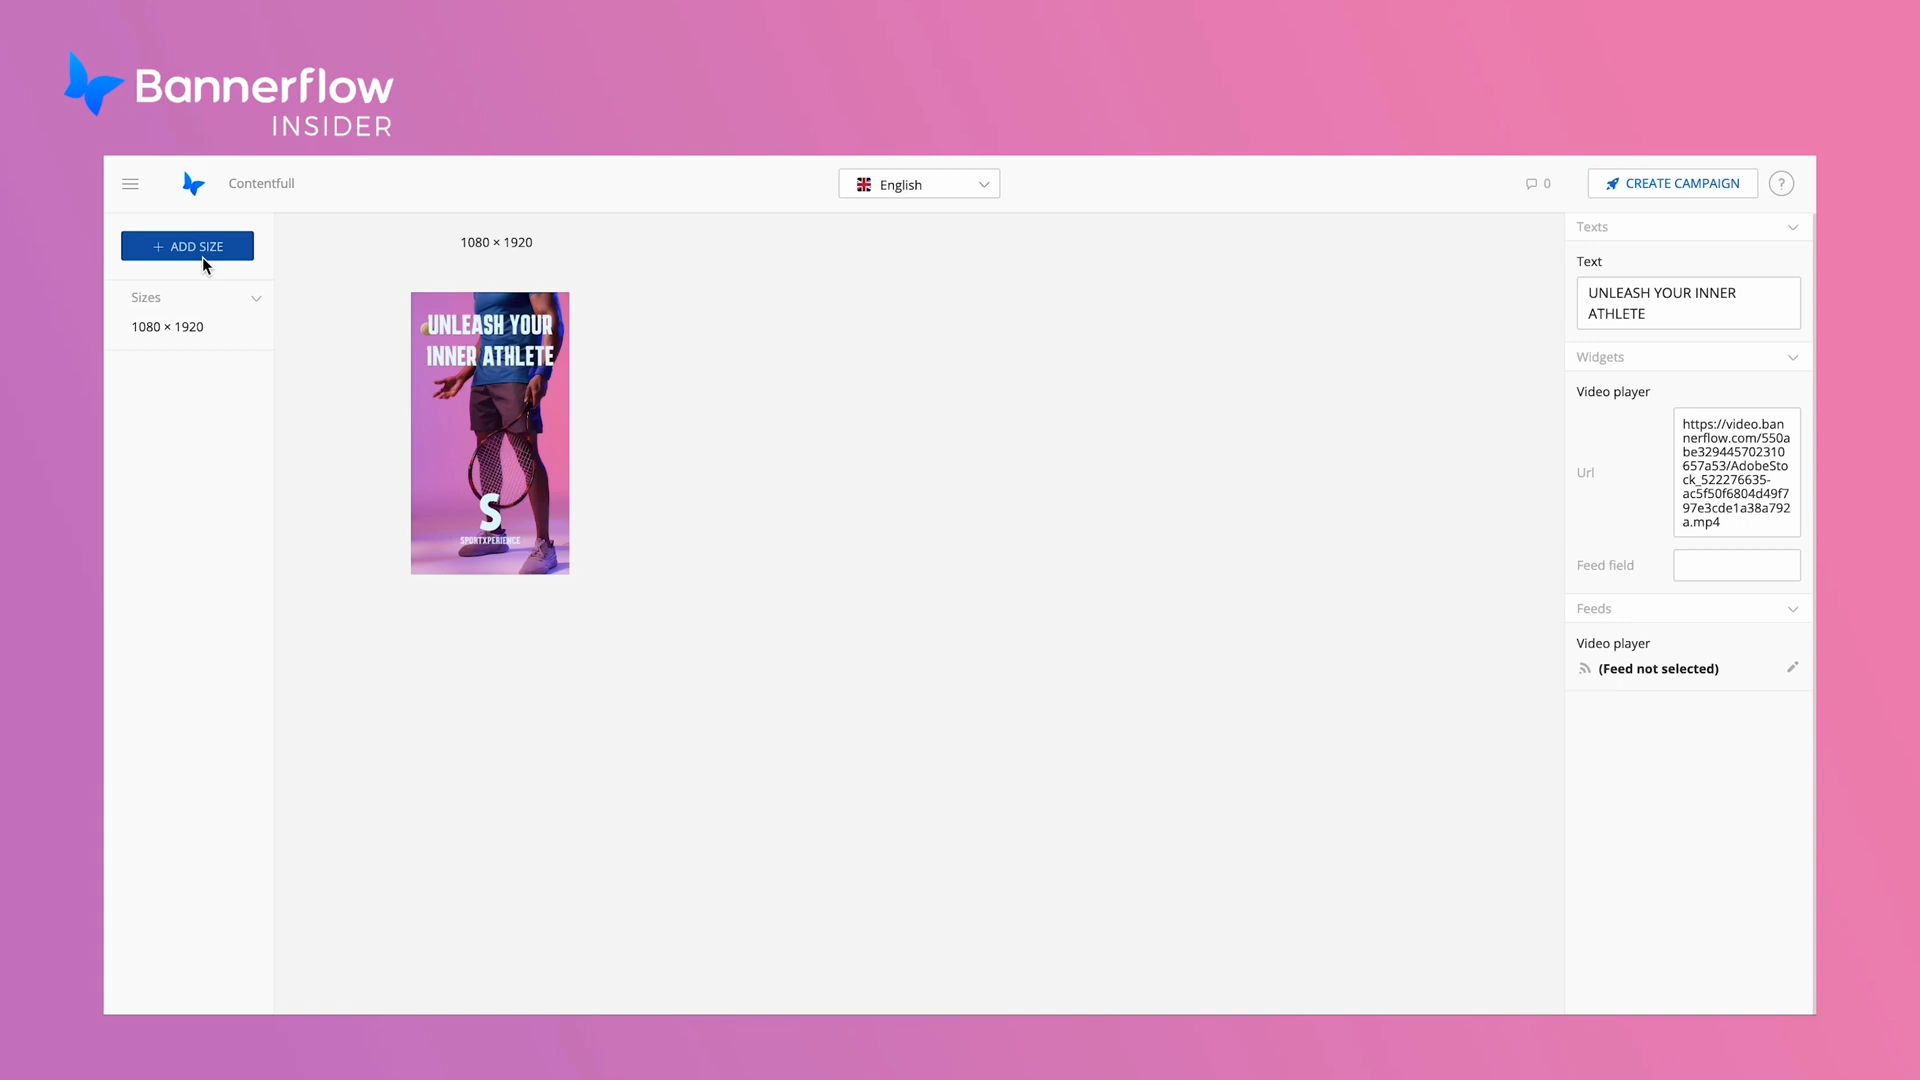 Bannerflow
INSIDER
Contentfull
English
0
CREATE CAMPAIGN
?
+ ADD SIZE
Sizes
1080 × 1920
1080 × 1920
UNLEASH YOUR
INNER ATHLETE
S
SPORTXPERIENCE
Texts
Text
UNLEASH YOUR INNER
ATHLETE
Widgets
Video player
Url
https://video.ban
nerflow.com/550a
be329445702310
657a53/AdobeSto
ck_522276635-
ac5f50f6804d49f7
97e3cde1a38a792
a.mp4
Feed field
Feeds
Video player
(Feed not selected)